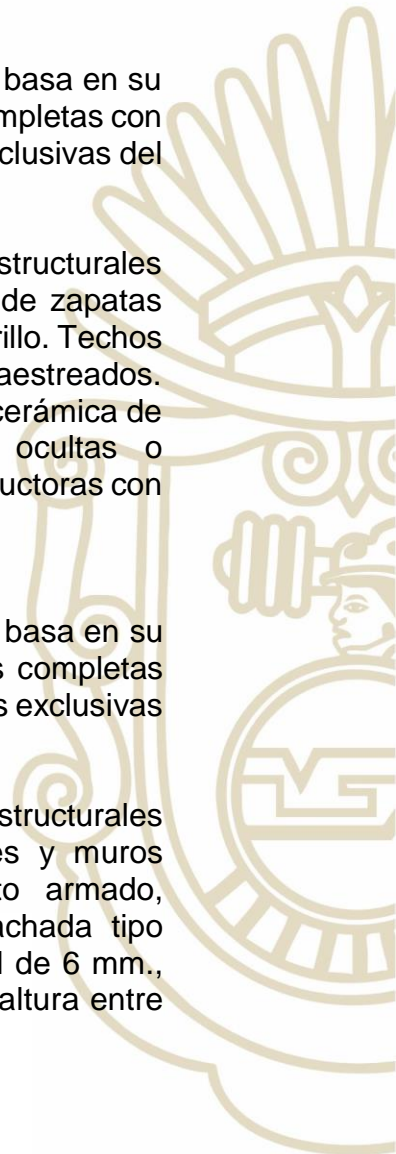 basa en su
mpletas con
clusivas del
structurales
de zapatas
rillo. Techos
aestreados.
cerámica de
ocultas o
uctoras con
basa en su
s completas
s exclusivas
structurales
es y muros
to armado,
achada tipo
l de 6 mm.,
altura entre